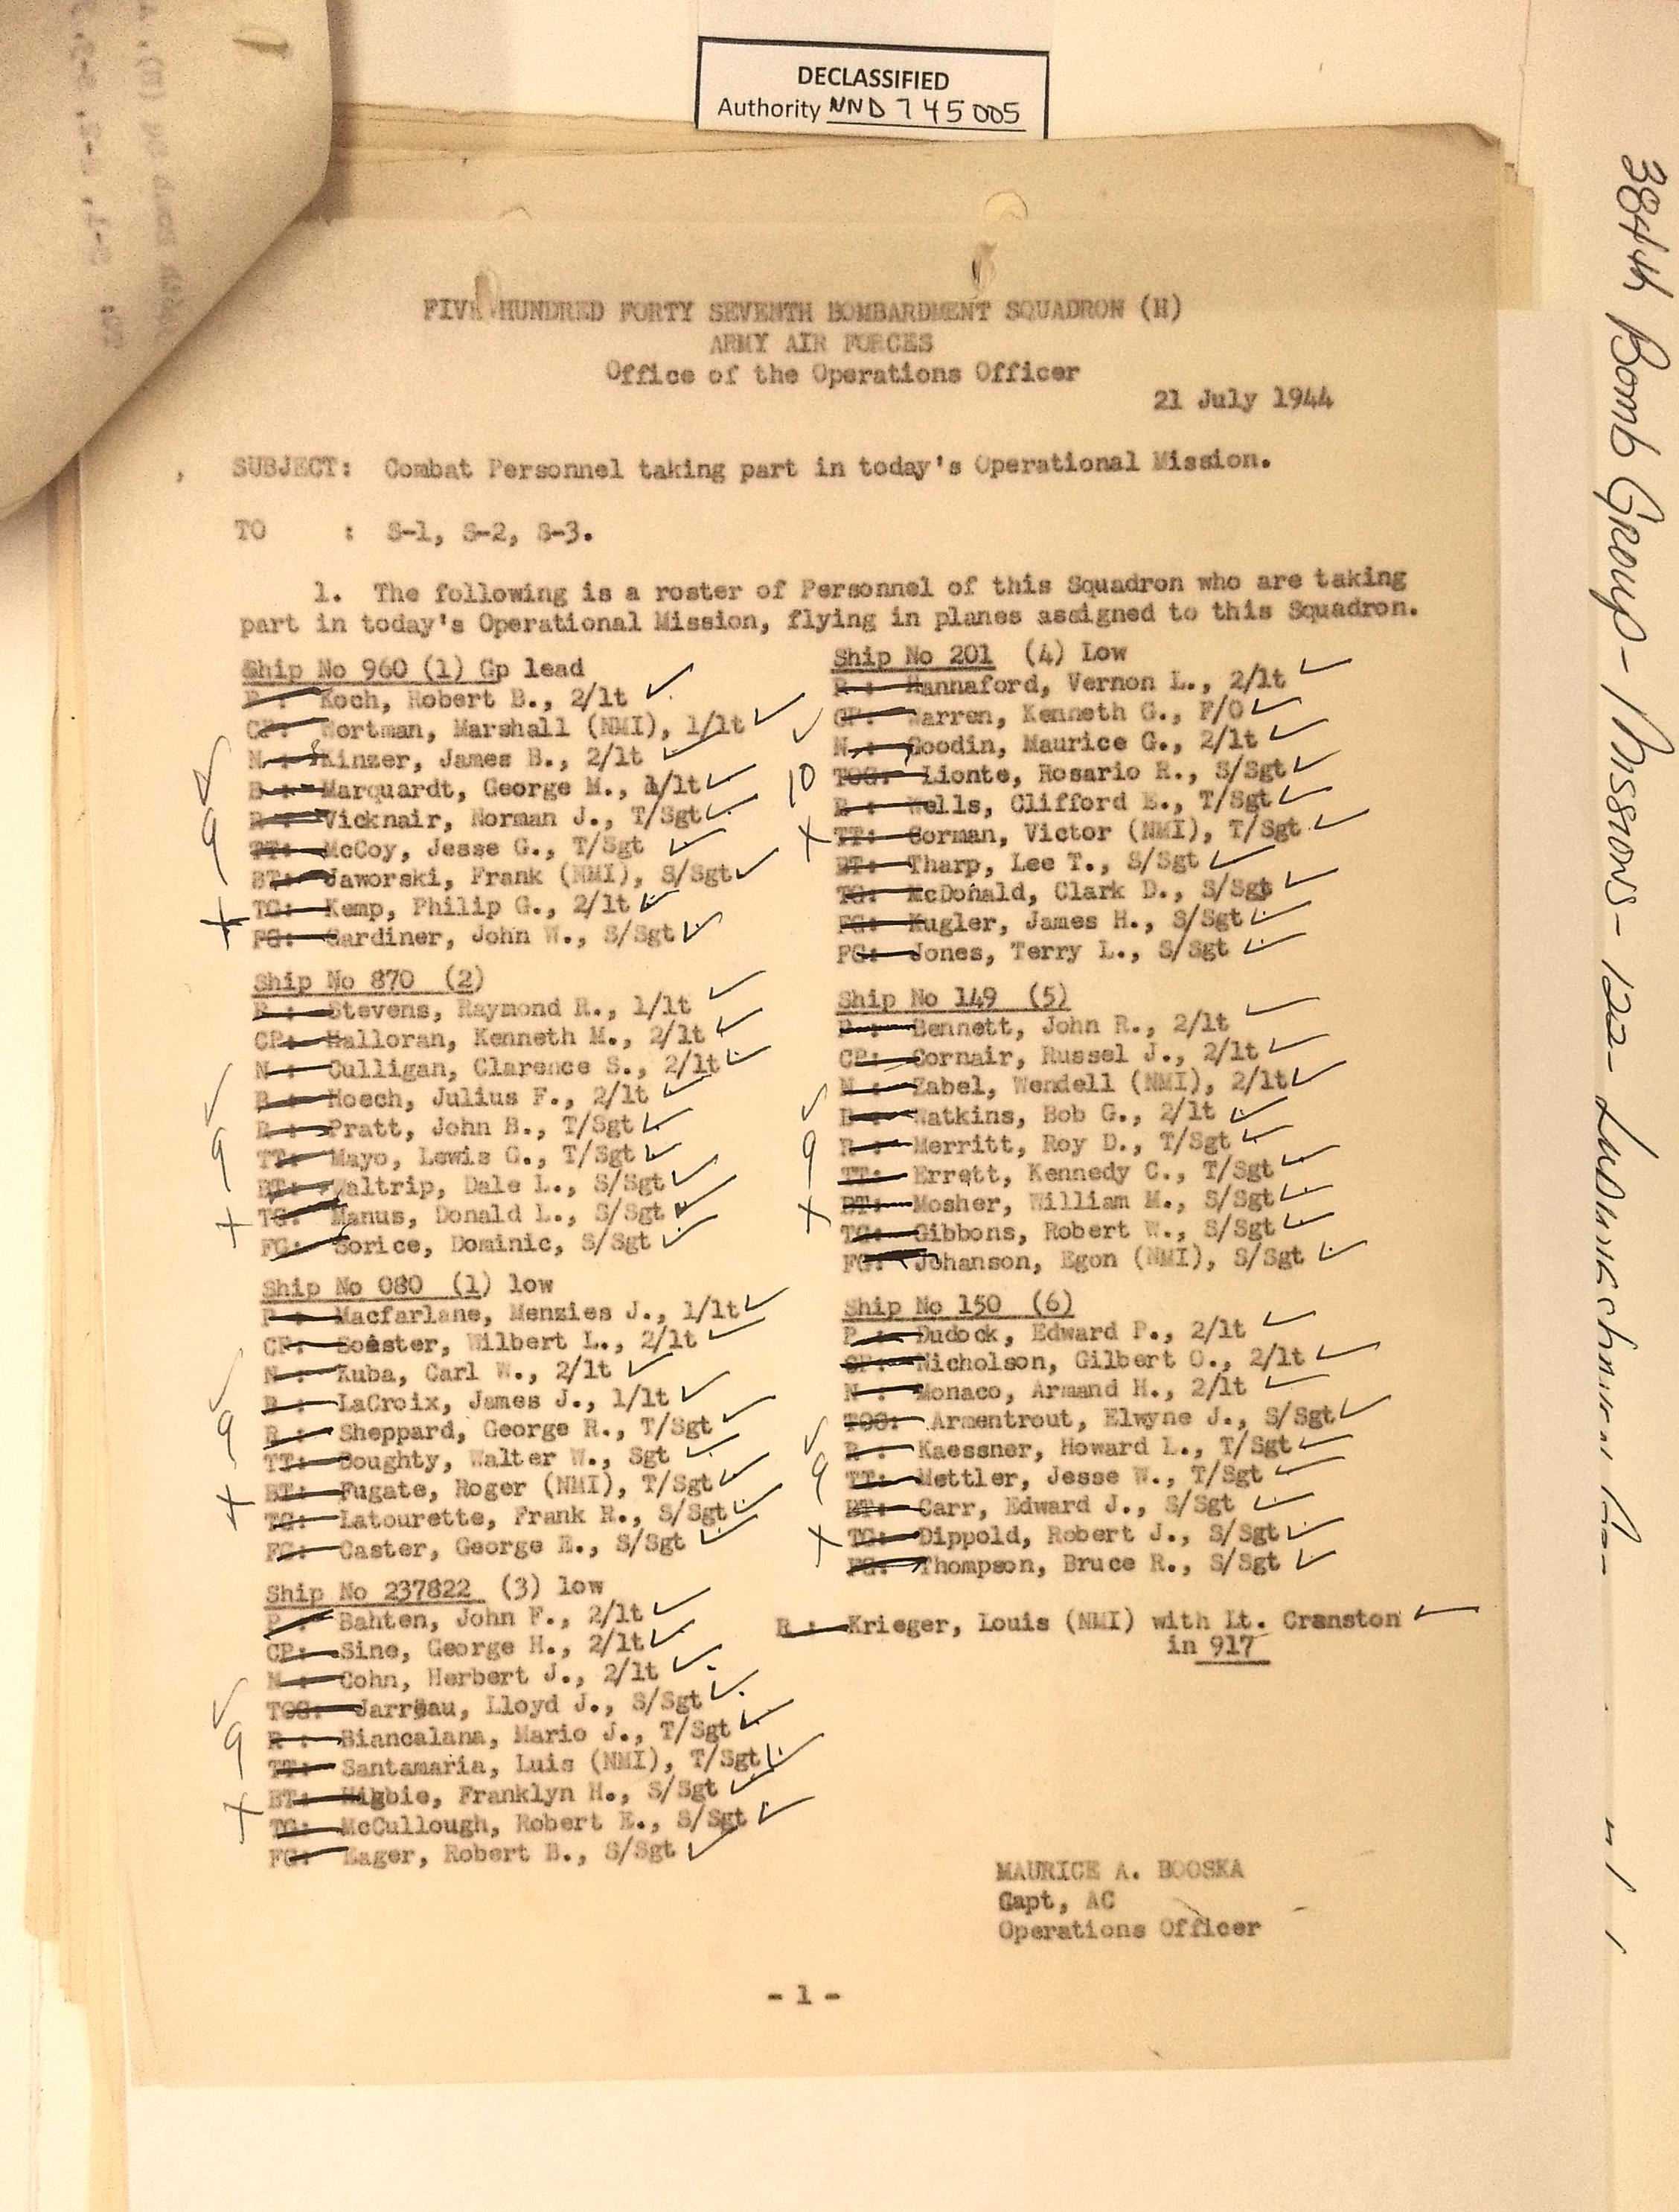 DECLASSIFIED
Authority NND 745005
384th Bomb Group - Missions - 122 -
FIVE HUNDRED FORTY SEVENTH BOMBARDMENT SQUADRON (H)
ARMY AIR FORCES
Office of the Operations Officer
21 July 1944
SUBJECT: Combat Personnel taking part in today's Operational Mission.
TO : S-1, S-2, S-3.
1. The following is a roster of Personnel of this Squadron who are taking
part in today's Operational Mission, flying in planes assigned to this Squadron.
Ship No 960 (1) Gp lead
P : Koch, Robert B., 2/lt
CP: Wortman, Marshall (NMI), 1/lt
N : Kinzer, James B., 2/lt
B : Marquardt, George M., 1/lt
R : Vicknair, Norman J., T/Sgt
TT: McCoy, Jesse G., T/Sgt
BT: Jaworski, Frank (NMI), S/Sgt
TG: Kemp, Philip G., 2/lt
FG: Gardiner, John W., S/Sgt
9
Ship No 870 (2)
P : Stevens, Raymond R., 1/lt
CP: Halloran, Kenneth M., 2/lt
N : Culligan, Clarence S., 2/lt
B : Hoech, Julius F., 2/lt
R : Pratt, John B., T/Sgt
TT: Mayo, Lewis G., T/Sgt
BT: Waltrip, Dale L., S/Sgt
TG: Manus, Donald L., S/Sgt
FG: Sorice, Dominic, S/Sgt
9
Ship No 080 (1) low
P : Macfarlane, Menzies J., 1/lt
CP: Soester, Wilbert L., 2/lt
N : Kuba, Carl W., 2/lt
B : LaCroix, James J., 1/lt
R : Sheppard, George R., T/Sgt
TT: Doughty, Walter W., Sgt
BT: Fugate, Roger (NMI), T/Sgt
TG: Latourette, Frank R., S/Sgt
FG: Caster, George E., S/Sgt
9
Ship No 237822 (3) low
P : Bahten, John F., 2/lt
CP: Sine, George H., 2/lt
N : Cohn, Herbert J., 2/lt
TOG: Jarreau, Lloyd J., S/Sgt
R : Biancalana, Mario J., T/Sgt
TT: Santamaria, Luis (NMI), T/Sgt
BT: Higbie, Franklyn H., S/Sgt
TG: McCullough, Robert E., S/Sgt
FG: Eager, Robert B., S/Sgt
9
Ship No 201 (4) Low
P : Hannaford, Vernon L., 2/lt
CP: Warren, Kenneth G., F/O
N : Goodin, Maurice G., 2/lt
TOG: Lionte, Rosario R., S/Sgt
R : Wells, Clifford E., T/Sgt
TT: Gorman, Victor (NMI), T/Sgt
BT: Tharp, Lee T., S/Sgt
TG: McDonald, Clark D., S/Sgt
FG: Kugler, James H., S/Sgt
FG: Jones, Terry L., S/Sgt
10
Ship No 149 (5)
P : Bennett, John R., 2/lt
CP: Cornair, Russel J., 2/lt
N : Zabel, Wendell (NMI), 2/lt
B : Watkins, Bob G., 2/lt
R : Merritt, Roy D., T/Sgt
TT: Errett, Kennedy C., T/Sgt
BT: Mosher, William M., S/Sgt
TG: Gibbons, Robert W., S/Sgt
FG: Johanson, Egon (NMI), S/Sgt
9
Ship No 150 (6)
P : Dudock, Edward P., 2/lt
CP: Nicholson, Gilbert O., 2/lt
N : Monaco, Armand H., 2/lt
TOG: Armentrout, Elwyne J., S/Sgt
R : Kaessner, Howard L., T/Sgt
TT: Mettler, Jesse W., T/Sgt
BT: Carr, Edward J., S/Sgt
TG: Dippold, Robert J., S/Sgt
FG: Thompson, Bruce R., S/Sgt
9
R : Krieger, Louis (NMI) with Lt. Cranston
in 917
MAURICE A. BOOSKA
Capt, AC
Operations Officer
- 1 -